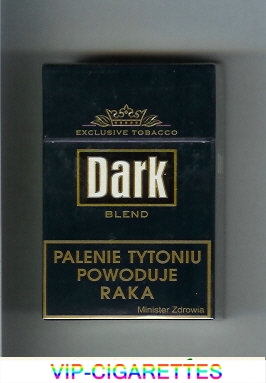 EXCLUSIVE TOBACCO
Dark
BLEND
PALENIE TYTONIU
POWODUJE
RAKA
Minister Zdrowia
VIP-CIGARETTES